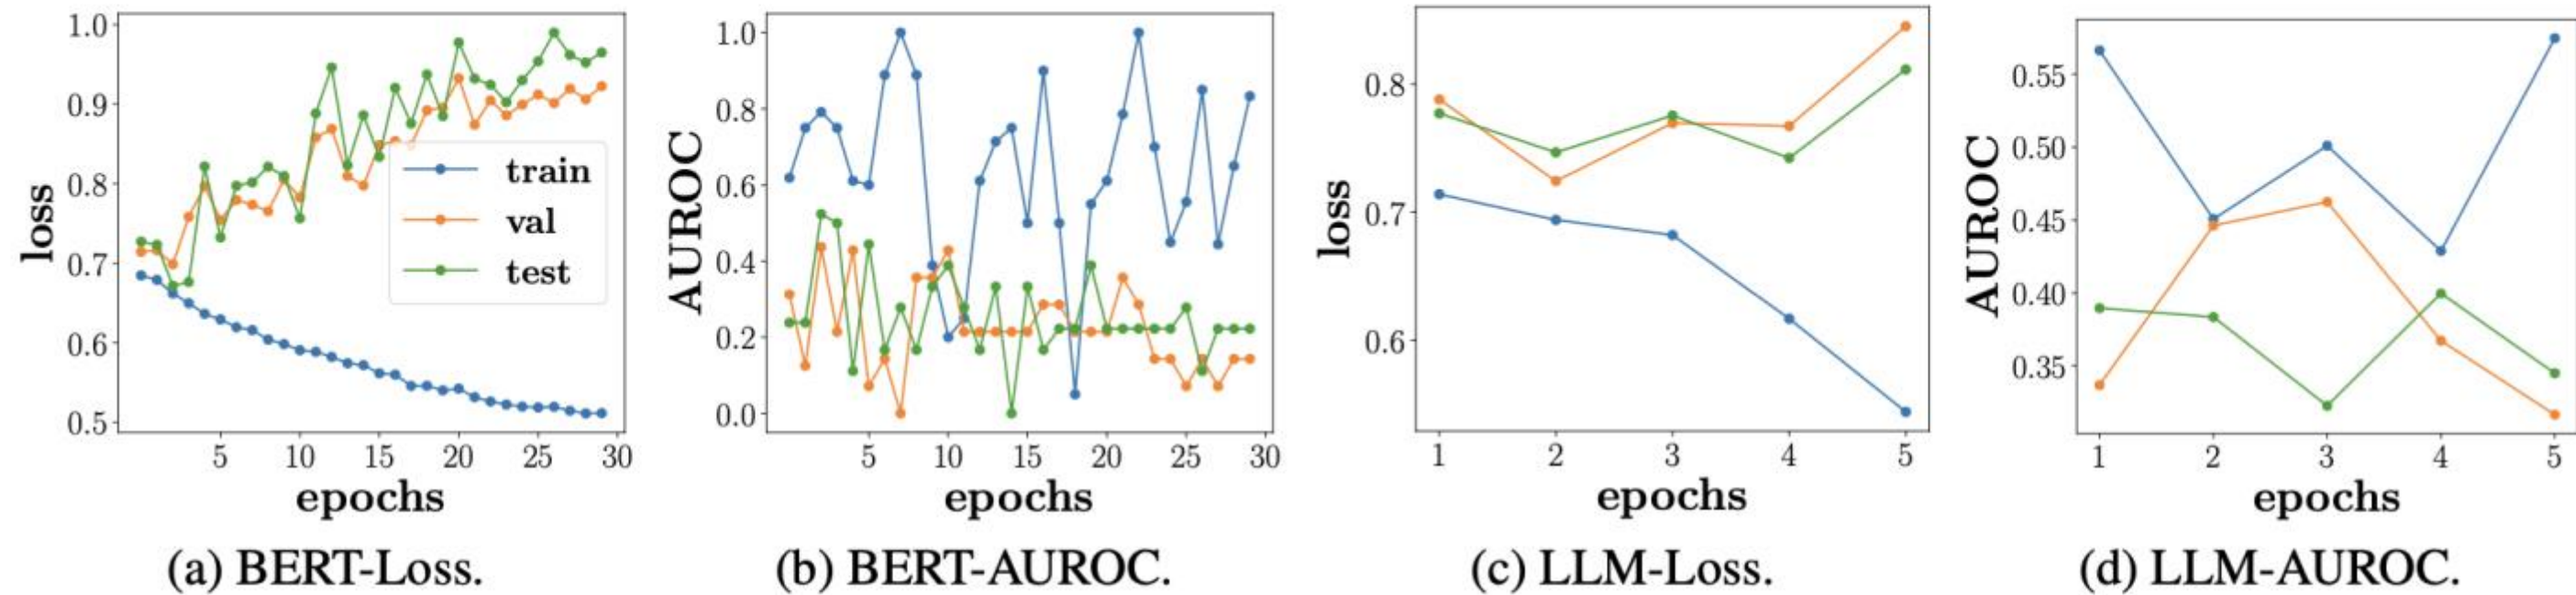 1.0
0.9
0.8
0.7
0.6
0.5
loss
5 10 15 20 25 30
epochs
train
val
test
(a) BERT-Loss.
1.0
0.8
0.6
0.4
0.2
0.0
AUROC
5 10 15 20 25 30
epochs
(b) BERT-AUROC.
0.8
0.7
0.6
loss
1 2 3 4 5
epochs
(c) LLM-Loss.
0.55
0.50
0.45
0.40
0.35
AUROC
1 2 3 4 5
epochs
(d) LLM-AUROC.